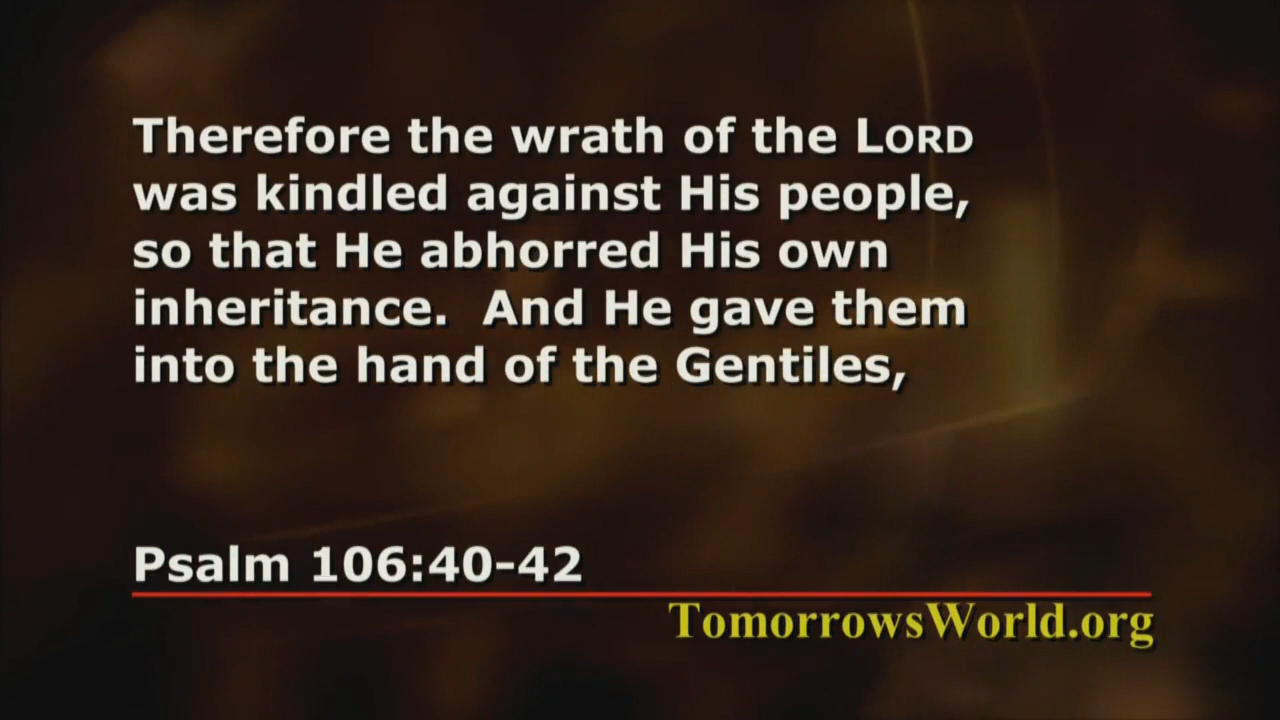 Therefore the wrath of the LORD
was kindled against His people,
so that He abhorred His own
inheritance.  And He gave them
into the hand of the Gentiles,
Psalm 106:40-42
TomorrowsWorld.org